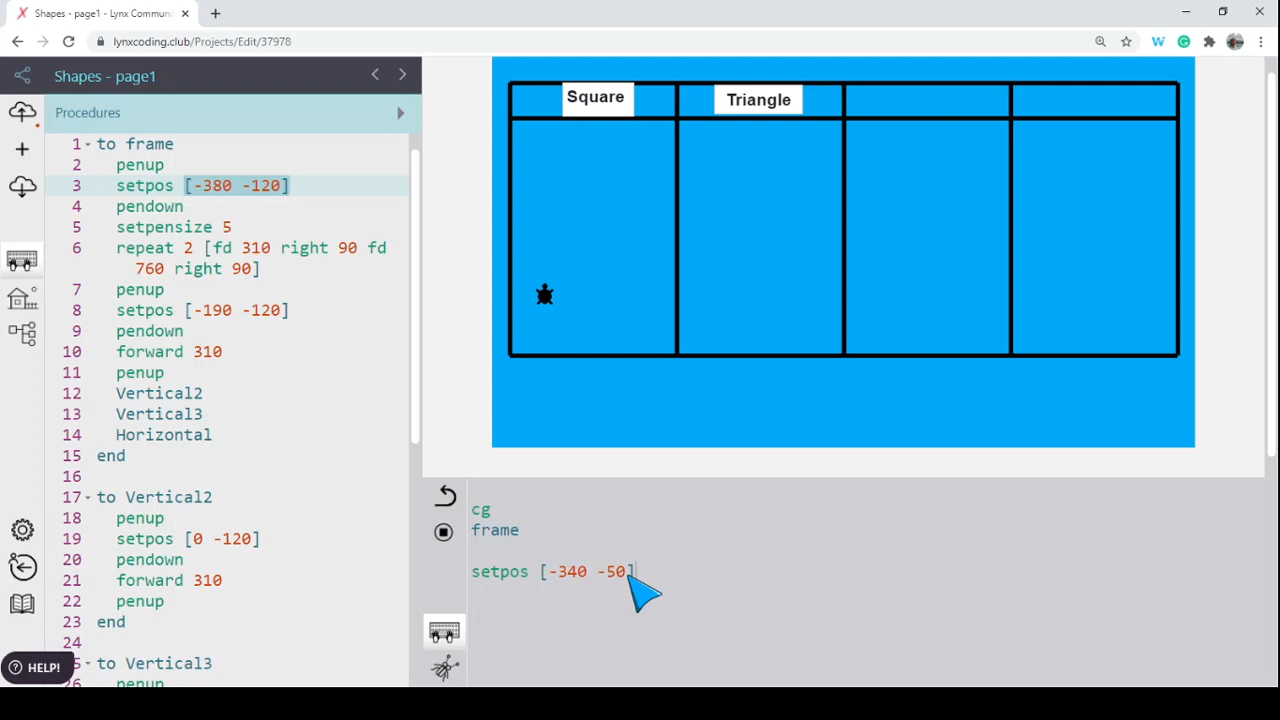 Shapes - page1 - Lynx Commun
lynxcoding.club/Projects/Edit/37978
Shapes - page1
Procedures
1 to frame
2 penup
3 setpos [-380 -120]
4 pendown
5 setpensize 5
6 repeat 2 [fd 310 right 90 fd
760 right 90]
7 penup
8 setpos [-190 -120]
9 pendown
10 forward 310
11 penup
12 Vertical2
13 Vertical3
14 Horizontal
15 end
16
17 to Vertical2
18 penup
19 setpos [0 -120]
20 pendown
21 forward 310
22 penup
23 end
24
to Vertical3
penup
HELP!
Square
Triangle
cg
frame
setpos [-340 -50]